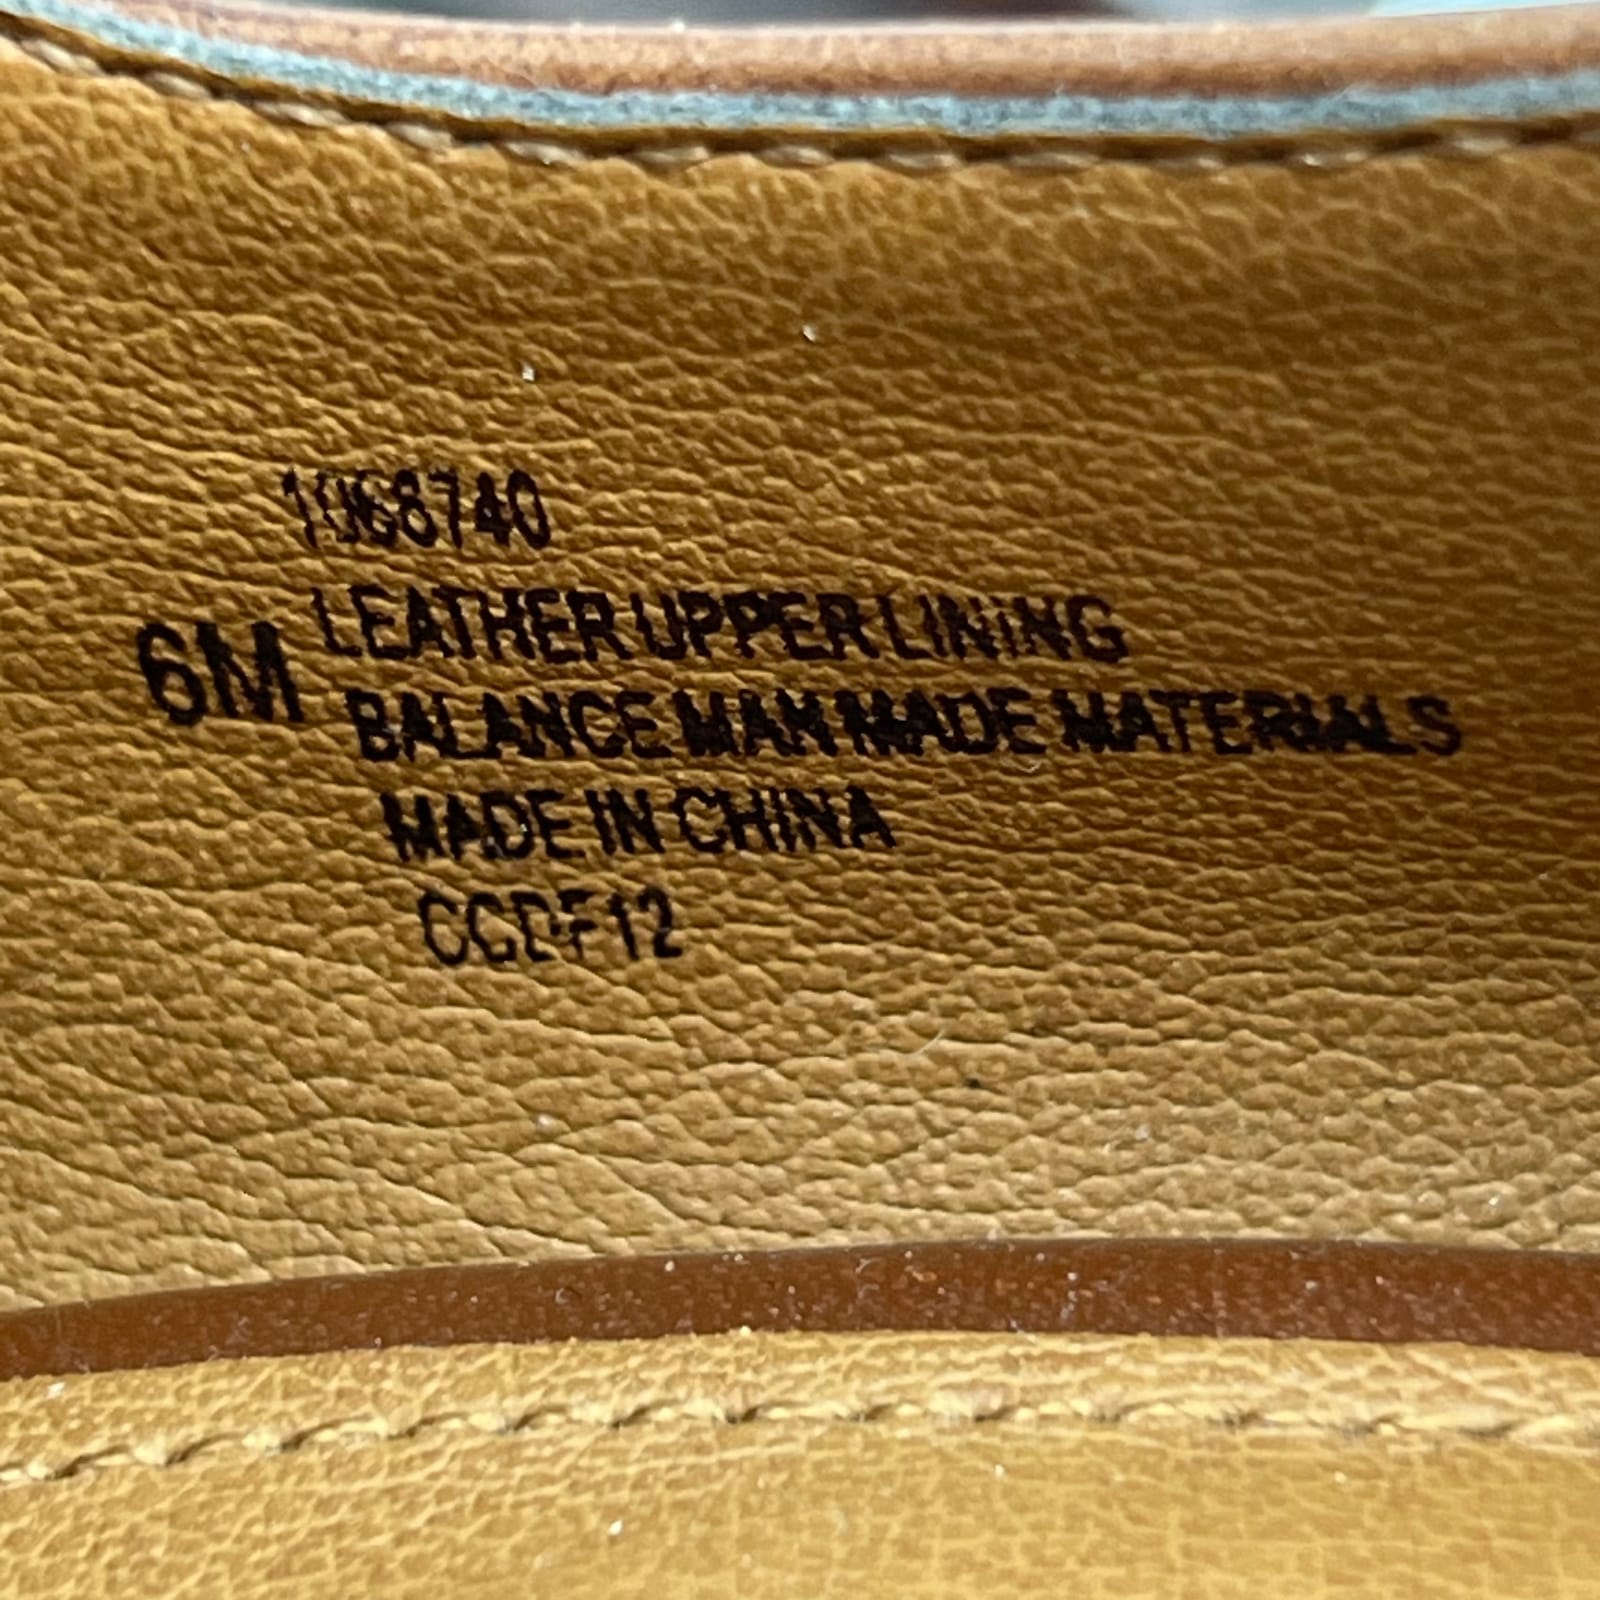 1068740
6M
LEATHER UPPER LINING
BALANCE MAN MADE MATERIALS
MADE IN CHINA
CCDF12